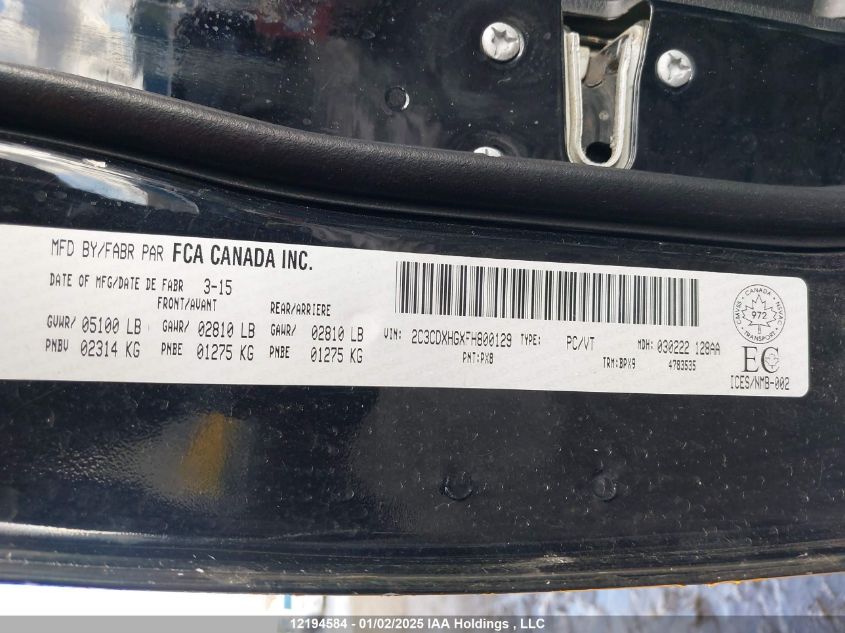 MFD BY/FABR PAR FCA CANADA INC.
DATE OF MFG/DATE DE FABR 3-15
FRONT/AVANT REAR/ARRIERE
GVWR/ 05100 LB GAWR/ 02810 LB GAWR/ 02810 LB
PNBV 02314 KG PNBE 01275 KG PNBE 01275 KG
VIN: 2C3CDXHGXFH800129 TYPE: PC/VT MDH: 030222 128AA
PNT:PX8 TRM:BPX9 4783535
CANADA
972
EC
ICES/NMB-002
12194584 - 01/02/2025 IAA Holdings , LLC